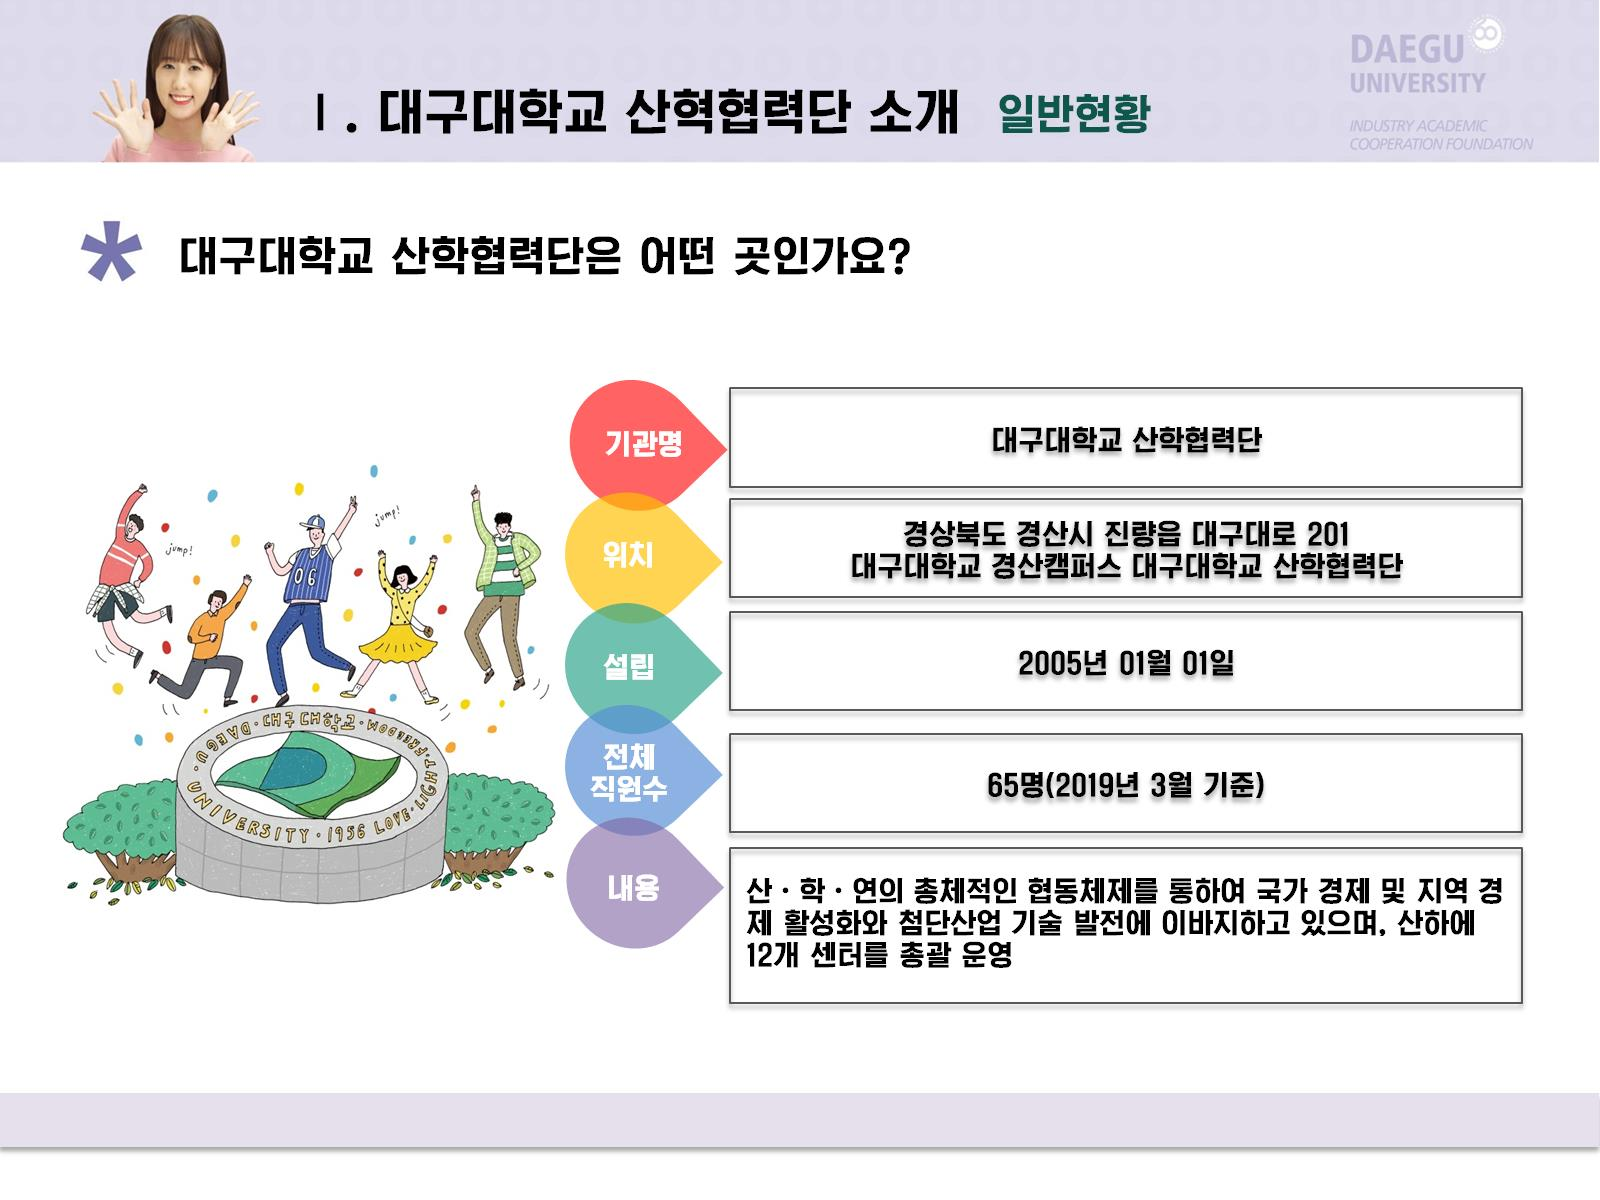 Ⅰ. 대구대학교 산혁협력단 소개 일반현황
DAEGU
UNIVERSITY
INDUSTRY ACADEMIC
COOPERATION FOUNDATION
* 대구대학교 산학협력단은 어떤 곳인가요?
기관명
대구대학교 산학협력단
위치
경상북도 경산시 진량읍 대구대로 201
대구대학교 경산캠퍼스 대구대학교 산학협력단
설립
2005년 01월 01일
전체
직원수
65명(2019년 3월 기준)
내용
산 · 학 · 연의 총체적인 협동체제를 통하여 국가 경제 및 지역 경
제 활성화와 첨단산업 기술 발전에 이바지하고 있으며, 산하에
12개 센터를 총괄 운영
jump!
jump!
06
대구대학교 · FREEDOM · LIGHT · LOVE · 1956 · DAEGU · UNIVERSITY